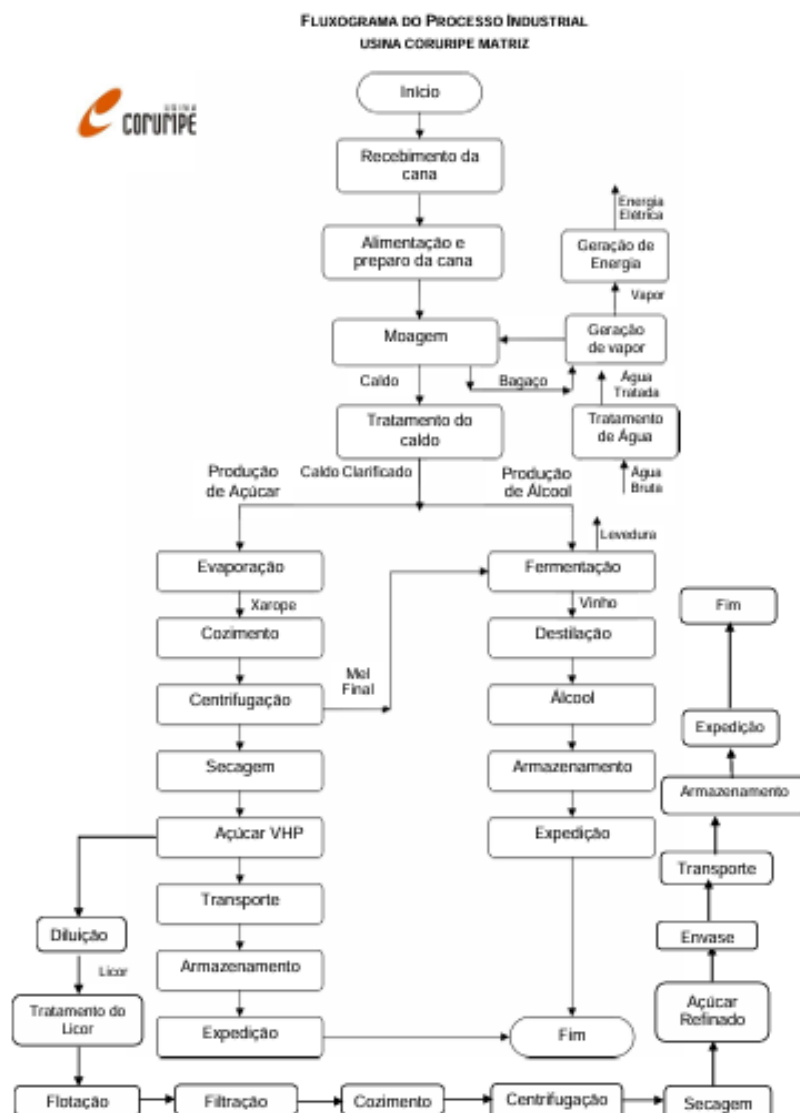 FLUXOGRAMA DO PROCESSO INDUSTRIAL
USINA CORURIPE MATRIZ
USINA
CORURIPE
Início
Recebimento da
cana
Alimentação e
preparo da cana
Moagem
Energia
Elétrica
Geração de
Energia
Vapor
Geração
de vapor
Caldo
Bagaço
Água
Tratada
Tratamento do
caldo
Tratamento
de Água
Água
Bruta
Produção
de Açúcar
Caldo Clarificado
Produção
de Álcool
Levedura
Evaporação
Xarope
Cozimento
Centrifugação
Mel
Final
Secagem
Açúcar VHP
Transporte
Armazenamento
Expedição
Fermentação
Vinho
Destilação
Álcool
Armazenamento
Expedição
Fim
Diluição
Licor
Tratamento do
Licor
Flotação
Filtração
Cozimento
Centrifugação
Secagem
Açúcar
Refinado
Envase
Transporte
Armazenamento
Expedição
Fim